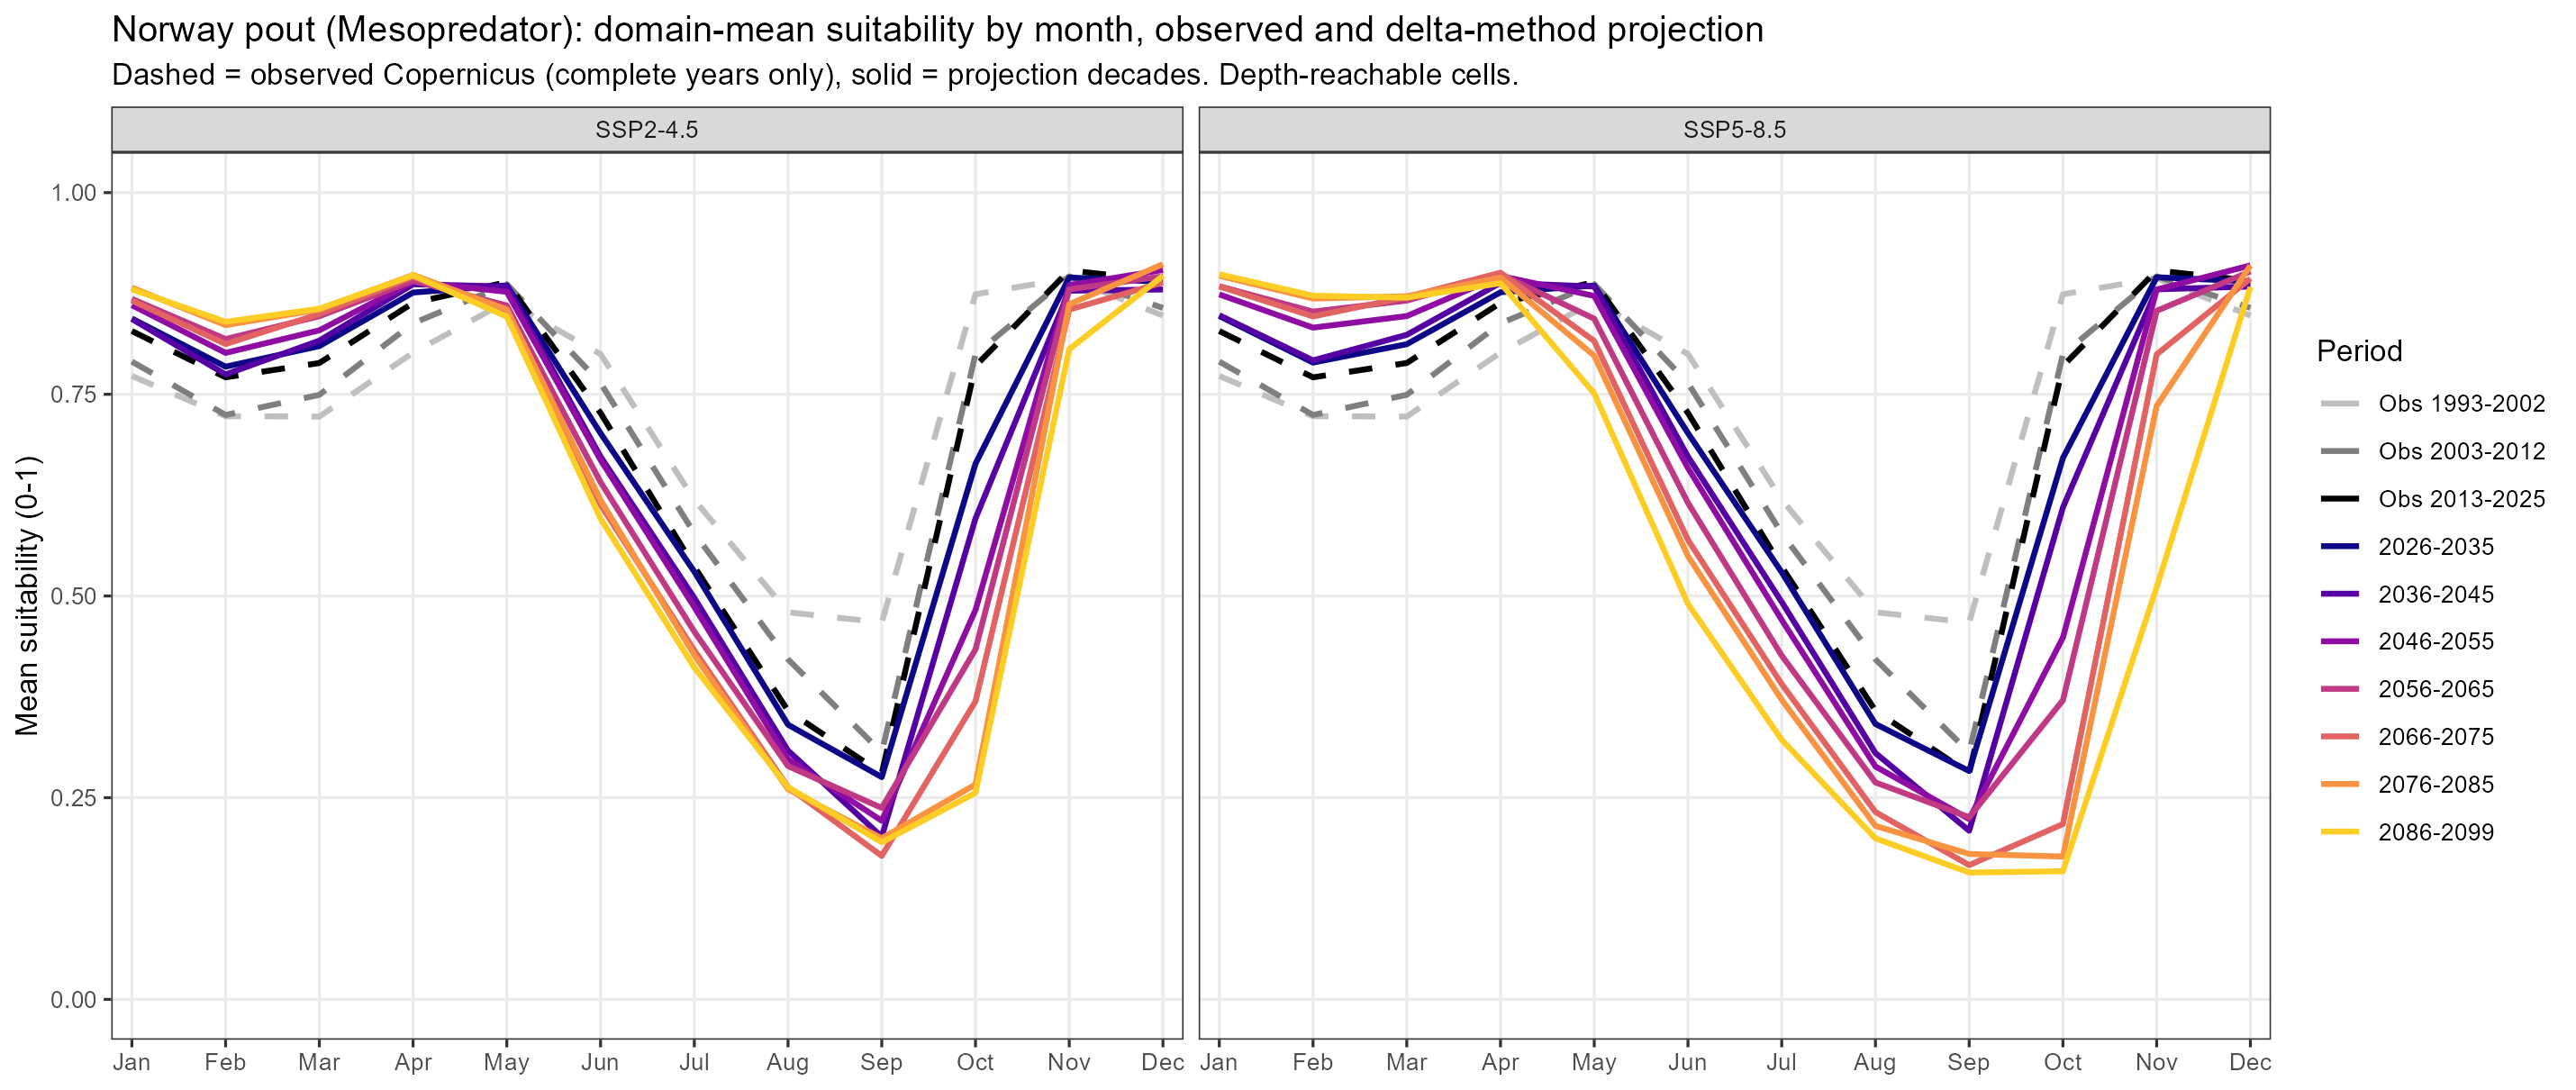 Norway pout (Mesopredator): domain-mean suitability by month, observed and delta-method projection
Dashed = observed Copernicus (complete years only), solid = projection decades. Depth-reachable cells.
SSP2-4.5
SSP5-8.5
Mean suitability (0-1)
1.00
0.75
0.50
0.25
0.00
Jan Feb Mar Apr May Jun Jul Aug Sep Oct Nov Dec
Jan Feb Mar Apr May Jun Jul Aug Sep Oct Nov Dec
Period
Obs 1993-2002
Obs 2003-2012
Obs 2013-2025
2026-2035
2036-2045
2046-2055
2056-2065
2066-2075
2076-2085
2086-2099